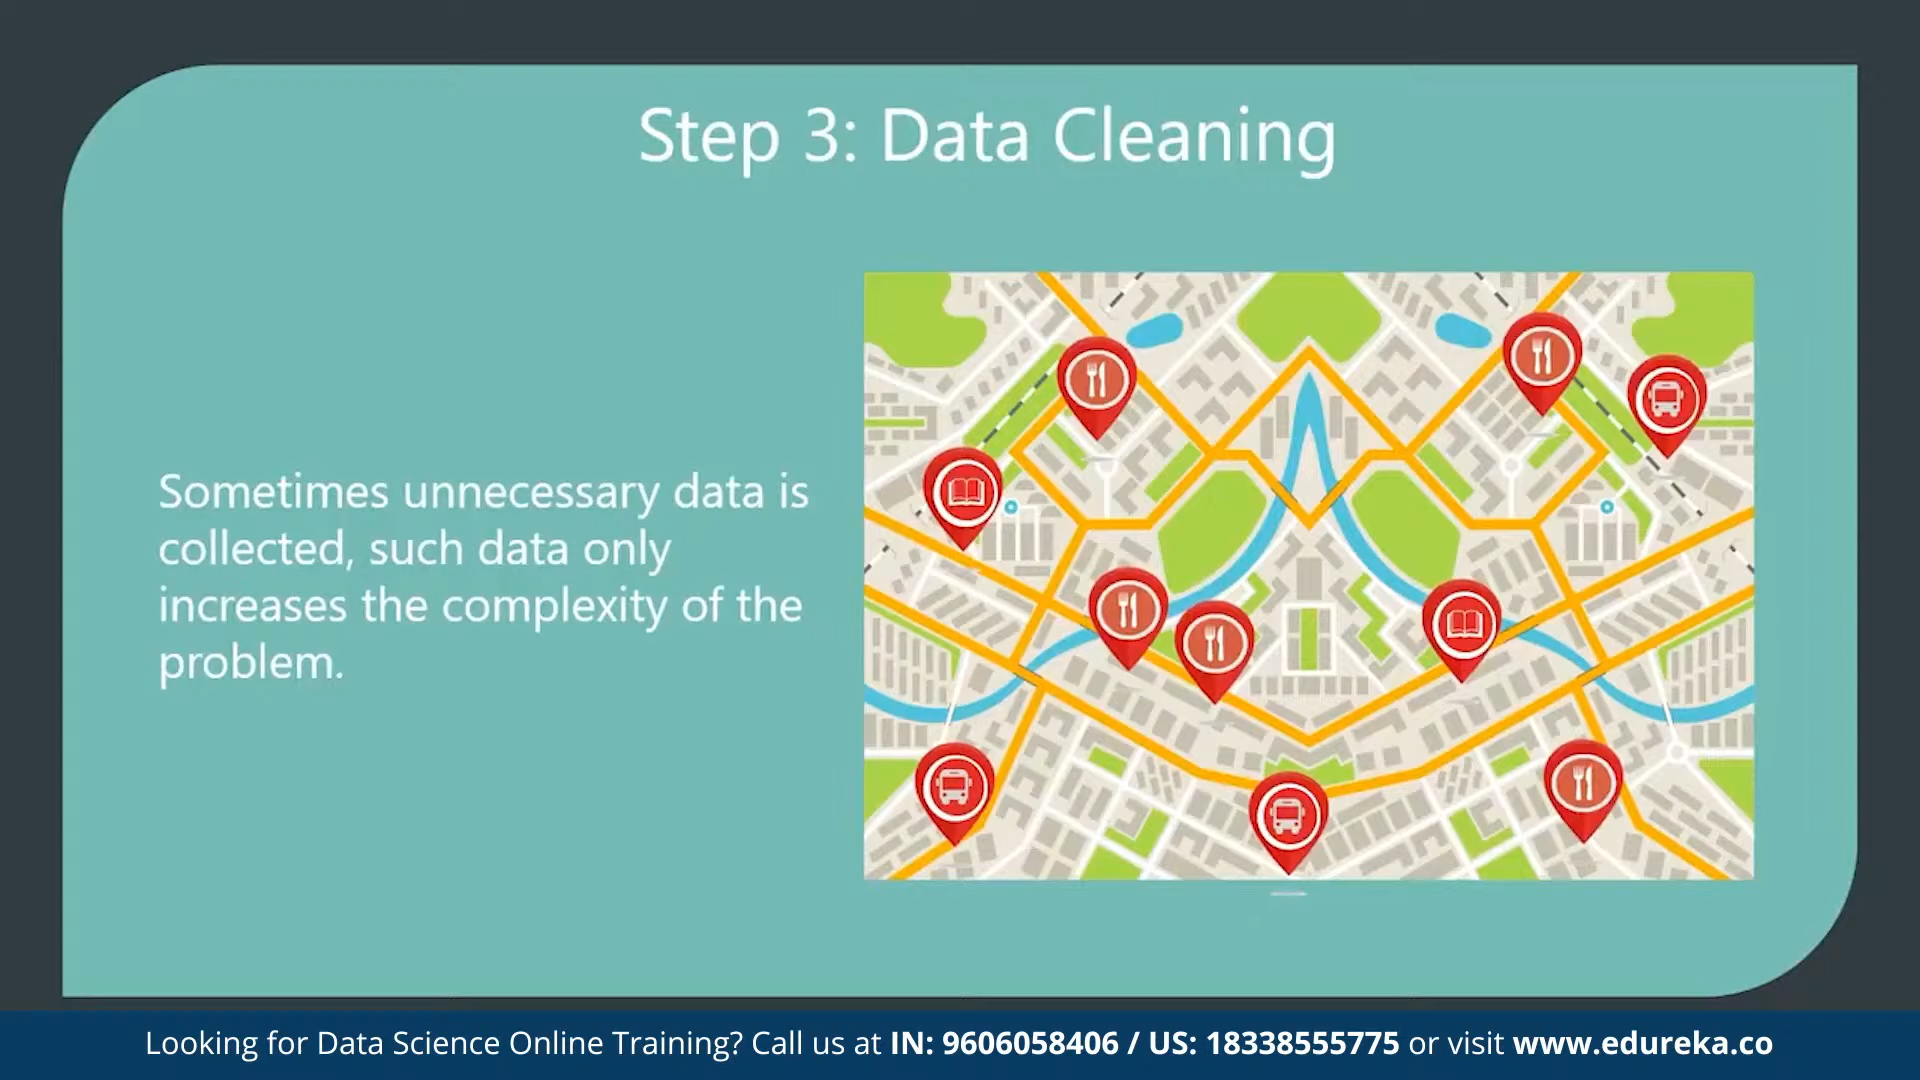 Step 3: Data Cleaning
Sometimes unnecessary data is
collected, such data only
increases the complexity of the
problem.
Looking for Data Science Online Training? Call us at IN: 9606058406 / US: 18338555775 or visit www.edureka.co